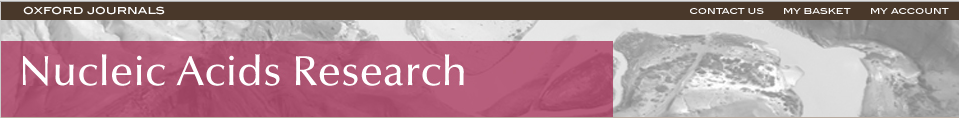 OXFORD JOURNALS CONTACT US MY BASKET MY ACCOUNT
Nucleic Acids Research